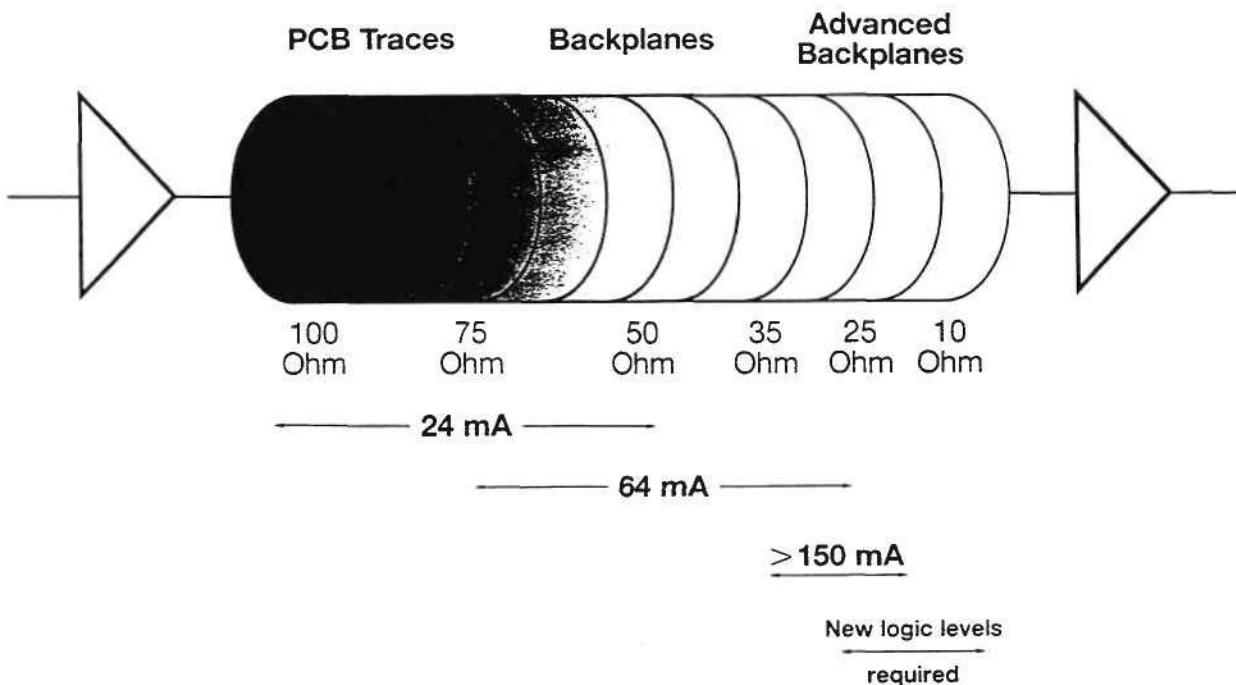 PCB Traces
Backplanes
Advanced
Backplanes
100
Ohm
75
Ohm
50
Ohm
35
Ohm
25
Ohm
10
Ohm
24 mA
64 mA
>150 mA
New logic levels
required